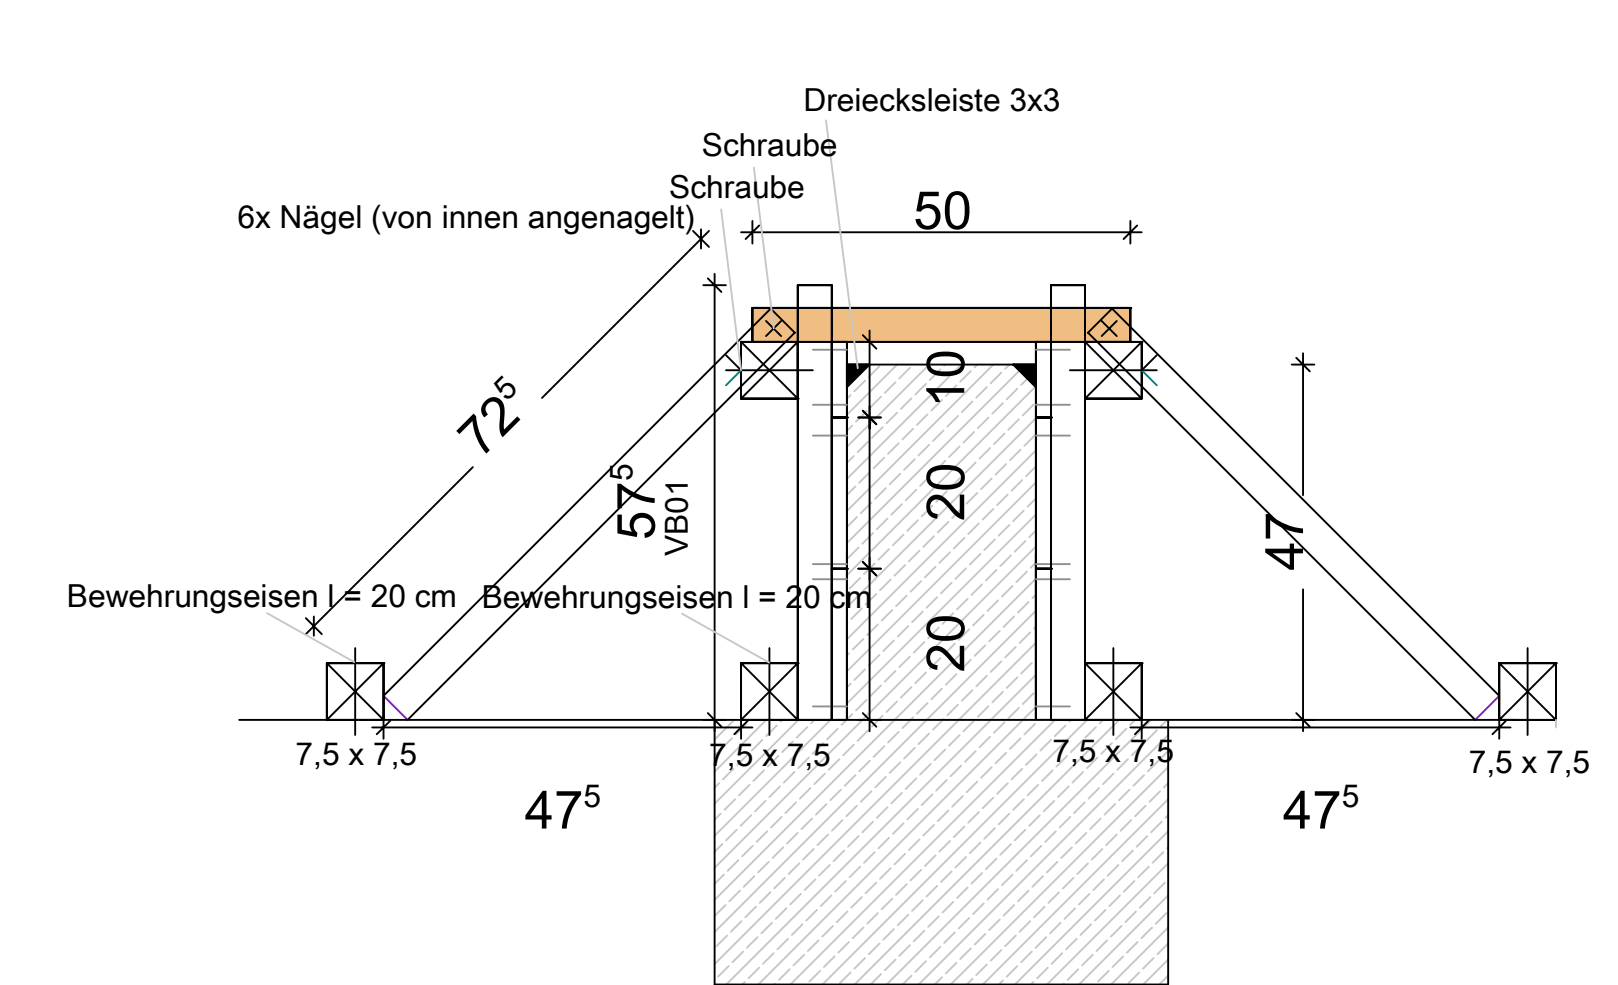 Dreiecksleiste 3x3
Schraube
Schraube
6x Nägel (von innen angenagelt)
50
10
72⁵
57⁵
VB01
20
47
Bewehrungseisen l = 20 cm
Bewehrungseisen l = 20 cm
20
7,5 x 7,5
7,5 x 7,5
7,5 x 7,5
7,5 x 7,5
47⁵
47⁵